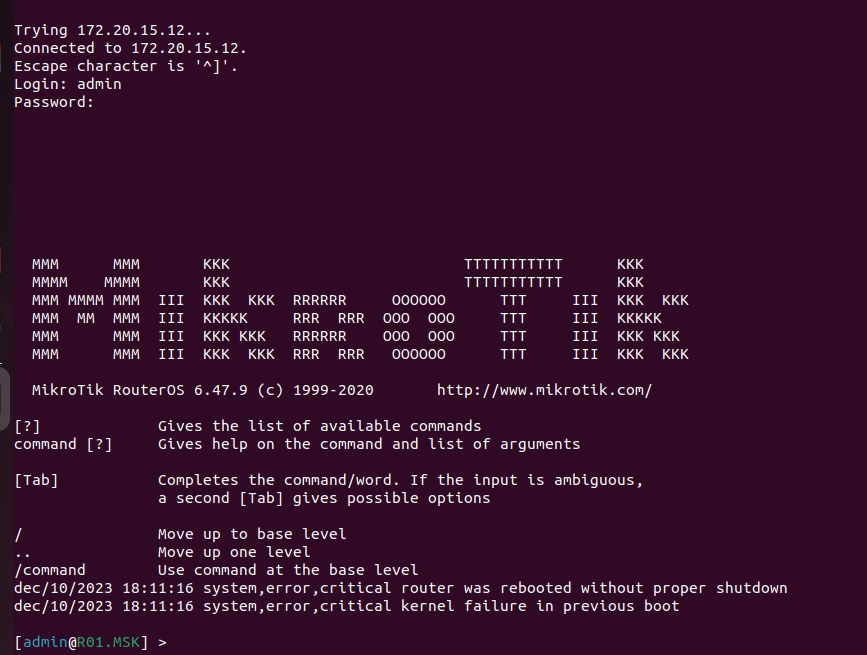 Trying 172.20.15.12...
Connected to 172.20.15.12.
Escape character is '^]'.
Login: admin
Password:
  MMM      MMM       KKK                          TTTTTTTTTTT      KKK
  MMMM    MMMM       KKK                          TTTTTTTTTTT      KKK
  MMM MMMM MMM  III  KKK  KKK  RRRRRR     OOOOOO      TTT     III  KKK  KKK
  MMM  MM  MMM  III  KKKKK     RRR  RRR  OOO  OOO     TTT     III  KKKKK
  MMM      MMM  III  KKK KKK   RRRRRR    OOO  OOO     TTT     III  KKK KKK
  MMM      MMM  III  KKK  KKK  RRR  RRR   OOOOOO      TTT     III  KKK  KKK
  MikroTik RouterOS 6.47.9 (c) 1999-2020       http://www.mikrotik.com/
[?]             Gives the list of available commands
command [?]     Gives help on the command and list of arguments
[Tab]           Completes the command/word. If the input is ambiguous,
                a second [Tab] gives possible options
/               Move up to base level
..              Move up one level
/command        Use command at the base level
dec/10/2023 18:11:16 system,error,critical router was rebooted without proper shutdown
dec/10/2023 18:11:16 system,error,critical kernel failure in previous boot
[admin@R01.MSK] >